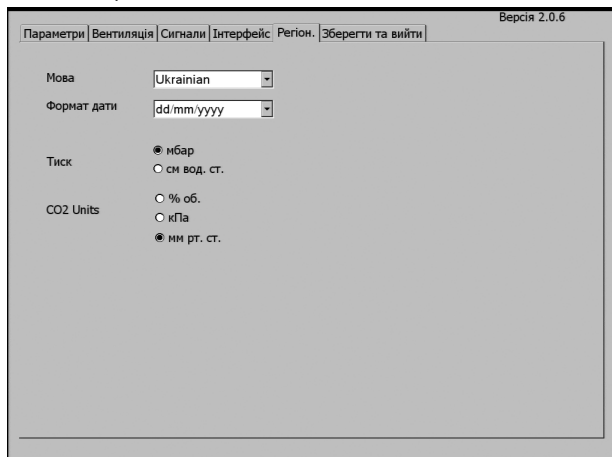 Версія 2.0.6
Параметри Вентиляція Сигнали Інтерфейс Регіон. Зберегти та вийти
Мова Ukrainian
Формат дати dd/mm/yyyy
Тиск
мбар
см вод. ст.
CO2 Units
% об.
кПа
мм рт. ст.